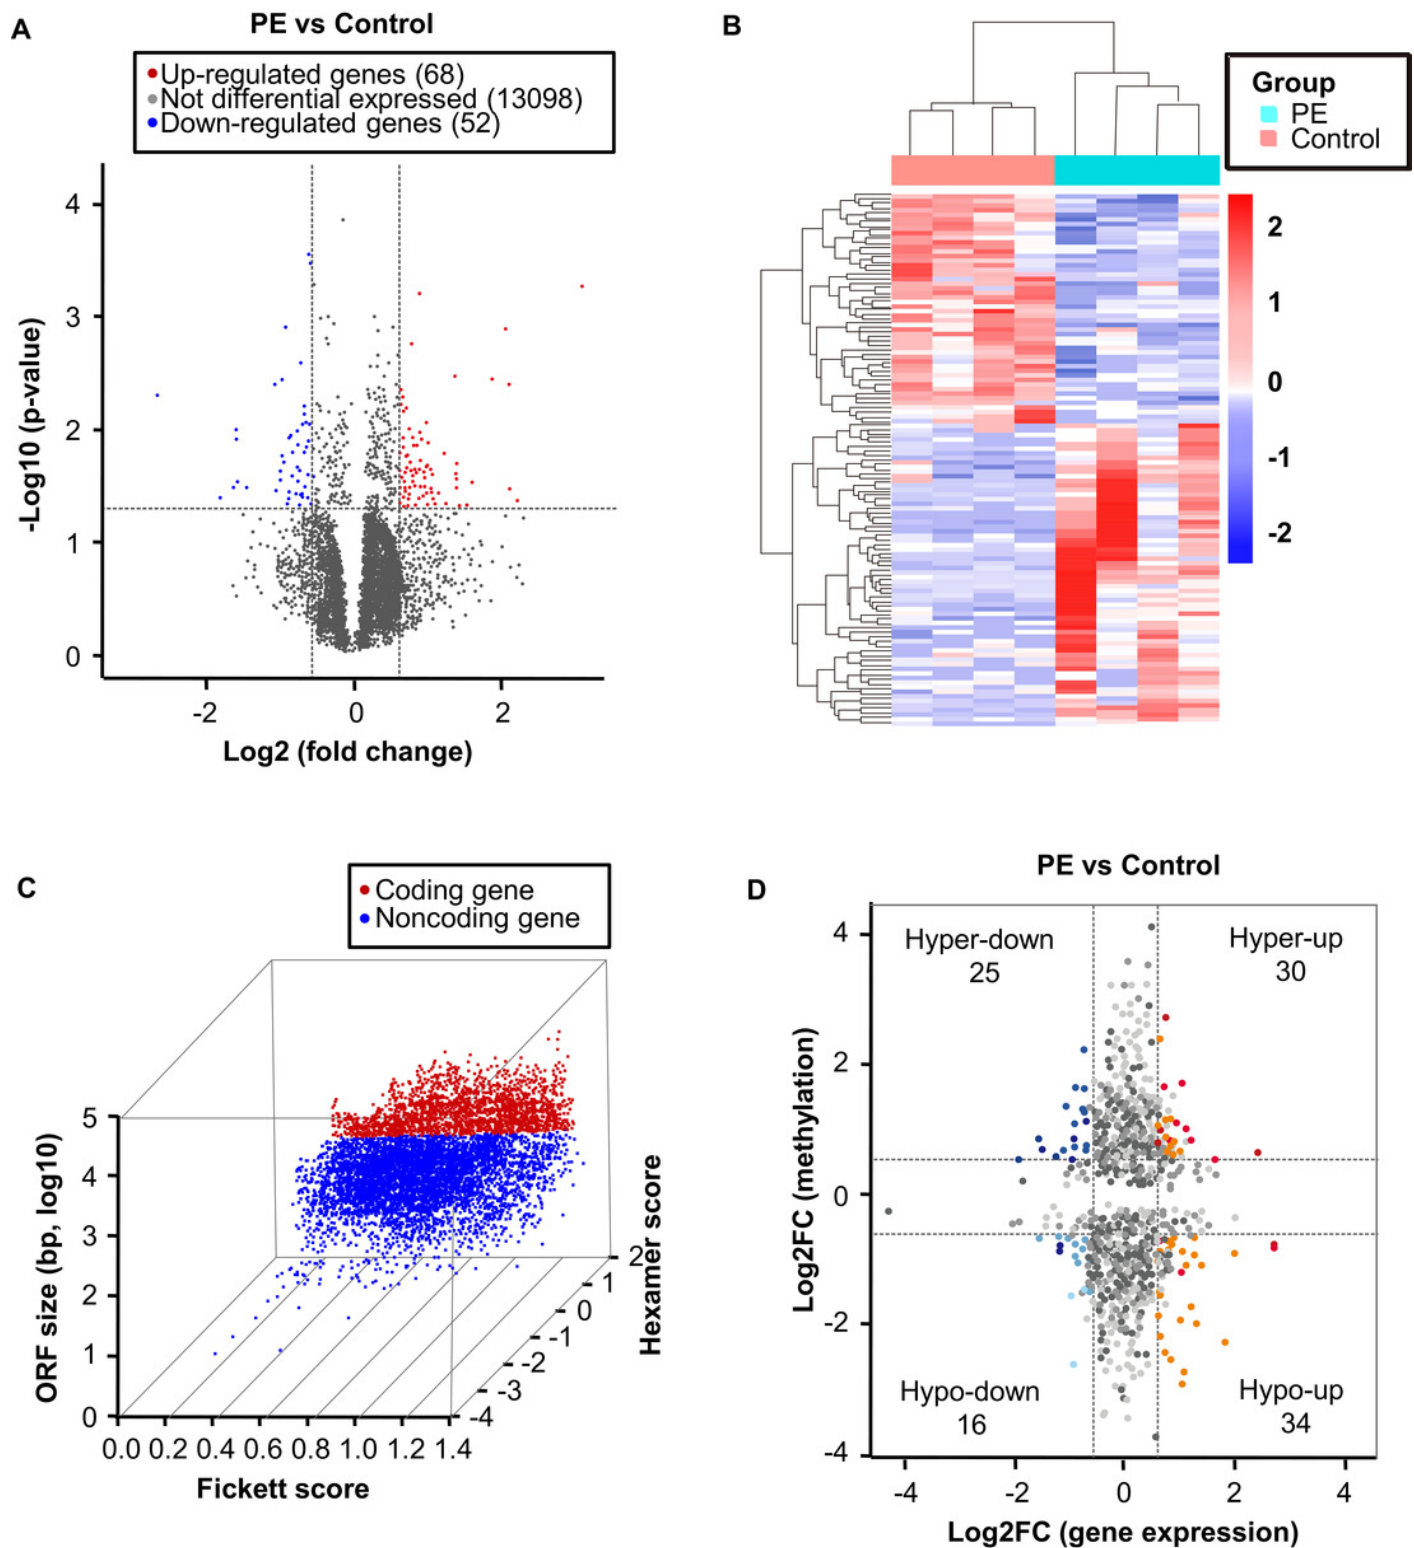 A
PE vs Control
Up-regulated genes (68)
Not differential expressed (13098)
Down-regulated genes (52)
4
3
2
1
0
-Log10 (p-value)
-2
0
2
Log2 (fold change)
B
Group
PE
Control
2
1
0
-1
-2
C
Coding gene
Noncoding gene
5
4
3
2
1
0
ORF size (bp, log10)
0.0 0.2 0.4 0.6 0.8 1.0 1.2 1.4
Fickett score
2
1
0
-1
-2
-3
-4
Hexamer score
D
PE vs Control
Hyper-down
25
Hyper-up
30
Hypo-down
16
Hypo-up
34
4
2
0
-2
-4
Log2FC (methylation)
-4
-2
0
2
4
Log2FC (gene expression)